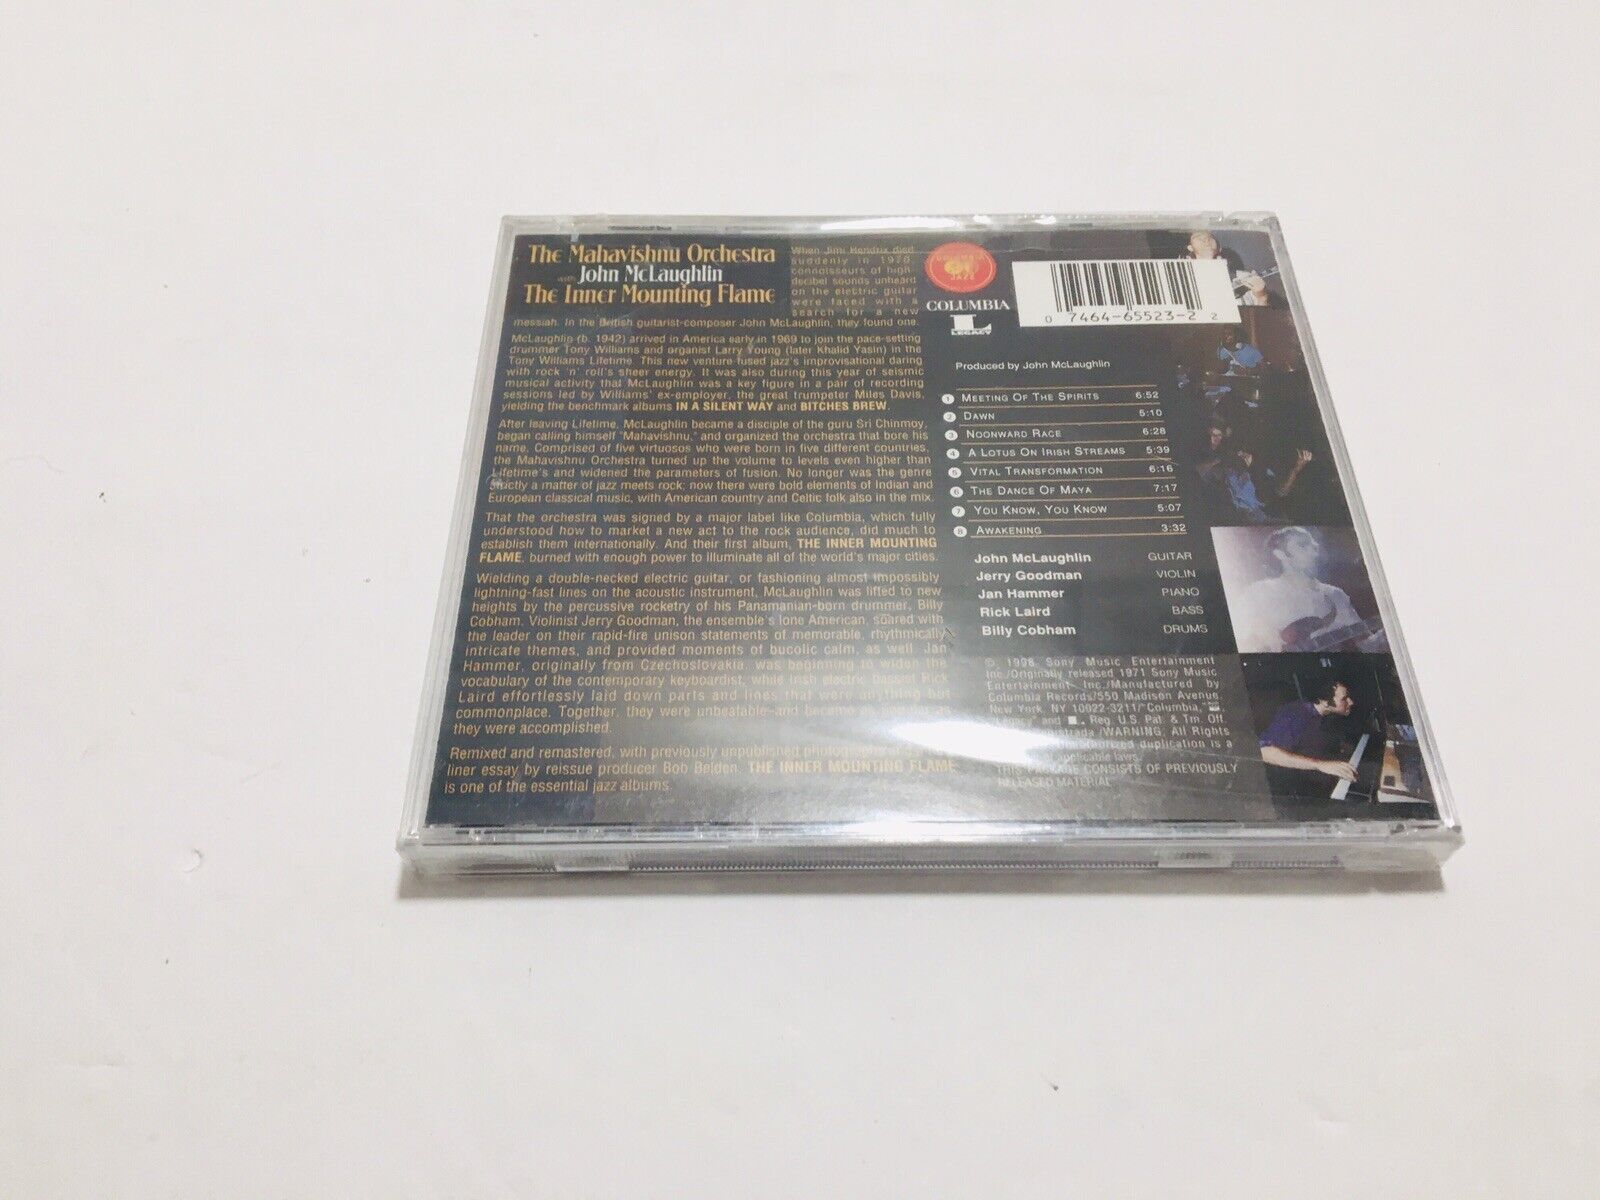 The Mahavishnu Orchestra
with John McLaughlin
The Inner Mounting Flame
When Jimi Hendrix died
suddenly in 1970,
connoisseurs of high-
decibel sounds unheard
on the electric guitar
were faced with a
search for a new
messiah. In the British guitarist-composer John McLaughlin, they found one.
McLaughlin (b. 1942) arrived in America early in 1969 to join the pace-setting
drummer Tony Williams and organist Larry Young (later Khalid Yasin) in the
Tony Williams Lifetime. This new venture fused jazz's improvisational daring
with rock 'n' roll's sheer energy. It was also during this year of seismic
musical activity that McLaughlin was a key figure in a pair of recording
sessions led by Williams' ex-employer, the great trumpeter Miles Davis,
yielding the benchmark albums IN A SILENT WAY and BITCHES BREW.
After leaving Lifetime, McLaughlin became a disciple of the guru Sri Chinmoy,
began calling himself "Mahavishnu," and organized the orchestra that bore his
name. Comprised of five virtuosos who were born in five different countries,
the Mahavishnu Orchestra turned up the volume to levels even higher than
Lifetime's and widened the parameters of fusion. No longer was the genre
strictly a matter of jazz meets rock; now there were bold elements of Indian and
European classical music, with American country and Celtic folk also in the mix.
That the orchestra was signed by a major label like Columbia, which fully
understood how to market a new act to the rock audience, did much to
establish them internationally. And their first album, THE INNER MOUNTING
FLAME, burned with enough power to illuminate all of the world's major cities.
Wielding a double-necked electric guitar, or fashioning almost impossibly
lightning-fast lines on the acoustic instrument, McLaughlin was lifted to new
heights by the percussive rocketry of his Panamanian-born drummer, Billy
Cobham. Violinist Jerry Goodman, the ensemble's lone American, soared with
the leader on their rapid-fire unison statements of memorable, rhythmically
intricate themes, and provided moments of bucolic calm, as well. Jan
Hammer, originally from Czechoslovakia, was beginning to widen the
vocabulary of the contemporary keyboardist, while Irish electric bassist Rick
Laird effortlessly laid down parts and lines that were anything but
commonplace. Together, they were unbeatable–and became as popular as
they were accomplished.
Remixed and remastered, with previously unpublished photographs and
liner essay by reissue producer Bob Belden, THE INNER MOUNTING FLAME
is one of the essential jazz albums.
COLUMBIA
COLUMBIA
L
LEGACY
0 7464-65523-2 2
Produced by John McLaughlin
1 MEETING OF THE SPIRITS 6:52
2 DAWN 5:10
3 NOONWARD RACE 6:28
4 A LOTUS ON IRISH STREAMS 5:39
5 VITAL TRANSFORMATION 6:16
6 THE DANCE OF MAYA 7:17
7 YOU KNOW, YOU KNOW 5:07
8 AWAKENING 3:32
John McLaughlin GUITAR
Jerry Goodman VIOLIN
Jan Hammer PIANO
Rick Laird BASS
Billy Cobham DRUMS
℗ 1998 Sony Music Entertainment
Inc./Originally released 1971 Sony Music
Entertainment Inc./Manufactured by
Columbia Records/550 Madison Avenue,
New York, NY 10022-3211/"Columbia,"
"Legacy" and L Reg. U.S. Pat. & Tm. Off.
/WARNING: All Rights
duplication is a
applicable laws.
THIS PACKAGE CONSISTS OF PREVIOUSLY
RELEASED MATERIAL